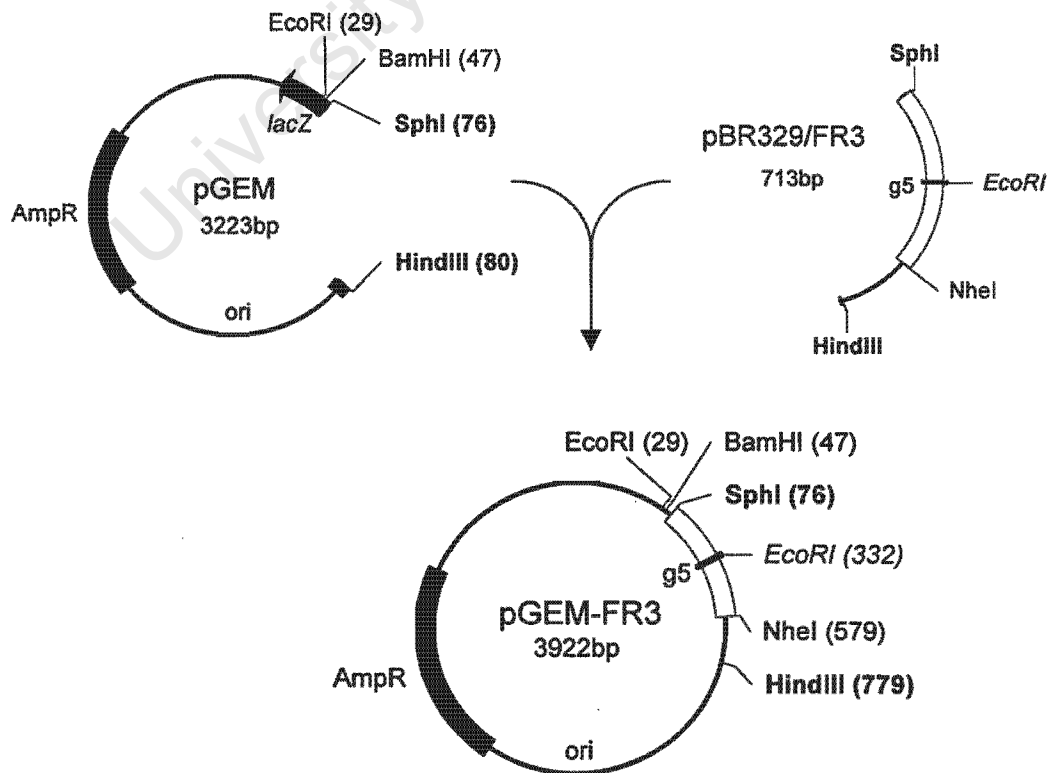 University
EcoRI (29)
BamHI (47)
lacZ
SphI (76)
pGEM
3223bp
AmpR
HindIII (80)
ori
SphI
pBR329/FR3
713bp
g5
EcoRI
NheI
HindIII
EcoRI (29)
BamHI (47)
SphI (76)
EcoRI (332)
g5
pGEM-FR3
3922bp
NheI (579)
AmpR
HindIII (779)
ori